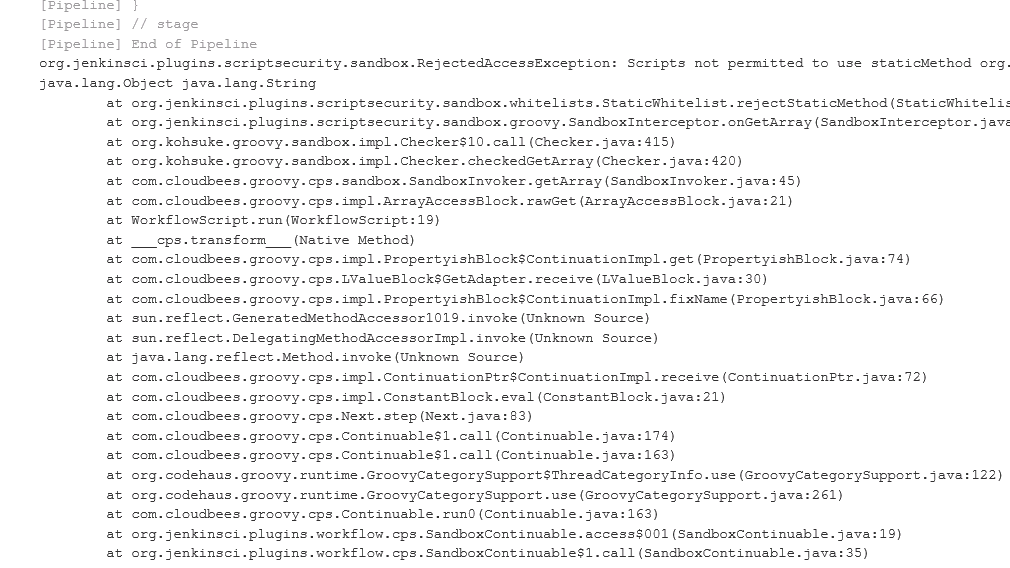 [Pipeline] }
[Pipeline] // stage
[Pipeline] End of Pipeline
org.jenkinsci.plugins.scriptsecurity.sandbox.RejectedAccessException: Scripts not permitted to use staticMethod org.
java.lang.Object java.lang.String
at org.jenkinsci.plugins.scriptsecurity.sandbox.whitelists.StaticWhitelist.rejectStaticMethod(StaticWhitelis
at org.jenkinsci.plugins.scriptsecurity.sandbox.groovy.SandboxInterceptor.onGetArray(SandboxInterceptor.java
at org.kohsuke.groovy.sandbox.impl.Checker$10.call(Checker.java:415)
at org.kohsuke.groovy.sandbox.impl.Checker.checkedGetArray(Checker.java:420)
at com.cloudbees.groovy.cps.sandbox.SandboxInvoker.getArray(SandboxInvoker.java:45)
at com.cloudbees.groovy.cps.impl.ArrayAccessBlock.rawGet(ArrayAccessBlock.java:21)
at WorkflowScript.run(WorkflowScript:19)
at ___cps.transform___(Native Method)
at com.cloudbees.groovy.cps.impl.PropertyishBlock$ContinuationImpl.get(PropertyishBlock.java:74)
at com.cloudbees.groovy.cps.LValueBlock$GetAdapter.receive(LValueBlock.java:30)
at com.cloudbees.groovy.cps.impl.PropertyishBlock$ContinuationImpl.fixName(PropertyishBlock.java:66)
at sun.reflect.GeneratedMethodAccessor1019.invoke(Unknown Source)
at sun.reflect.DelegatingMethodAccessorImpl.invoke(Unknown Source)
at java.lang.reflect.Method.invoke(Unknown Source)
at com.cloudbees.groovy.cps.impl.ContinuationPtr$ContinuationImpl.receive(ContinuationPtr.java:72)
at com.cloudbees.groovy.cps.impl.ConstantBlock.eval(ConstantBlock.java:21)
at com.cloudbees.groovy.cps.Next.step(Next.java:83)
at com.cloudbees.groovy.cps.Continuable$1.call(Continuable.java:174)
at com.cloudbees.groovy.cps.Continuable$1.call(Continuable.java:163)
at org.codehaus.groovy.runtime.GroovyCategorySupport$ThreadCategoryInfo.use(GroovyCategorySupport.java:122)
at org.codehaus.groovy.runtime.GroovyCategorySupport.use(GroovyCategorySupport.java:261)
at com.cloudbees.groovy.cps.Continuable.run0(Continuable.java:163)
at org.jenkinsci.plugins.workflow.cps.SandboxContinuable.access$001(SandboxContinuable.java:19)
at org.jenkinsci.plugins.workflow.cps.SandboxContinuable$1.call(SandboxContinuable.java:35)